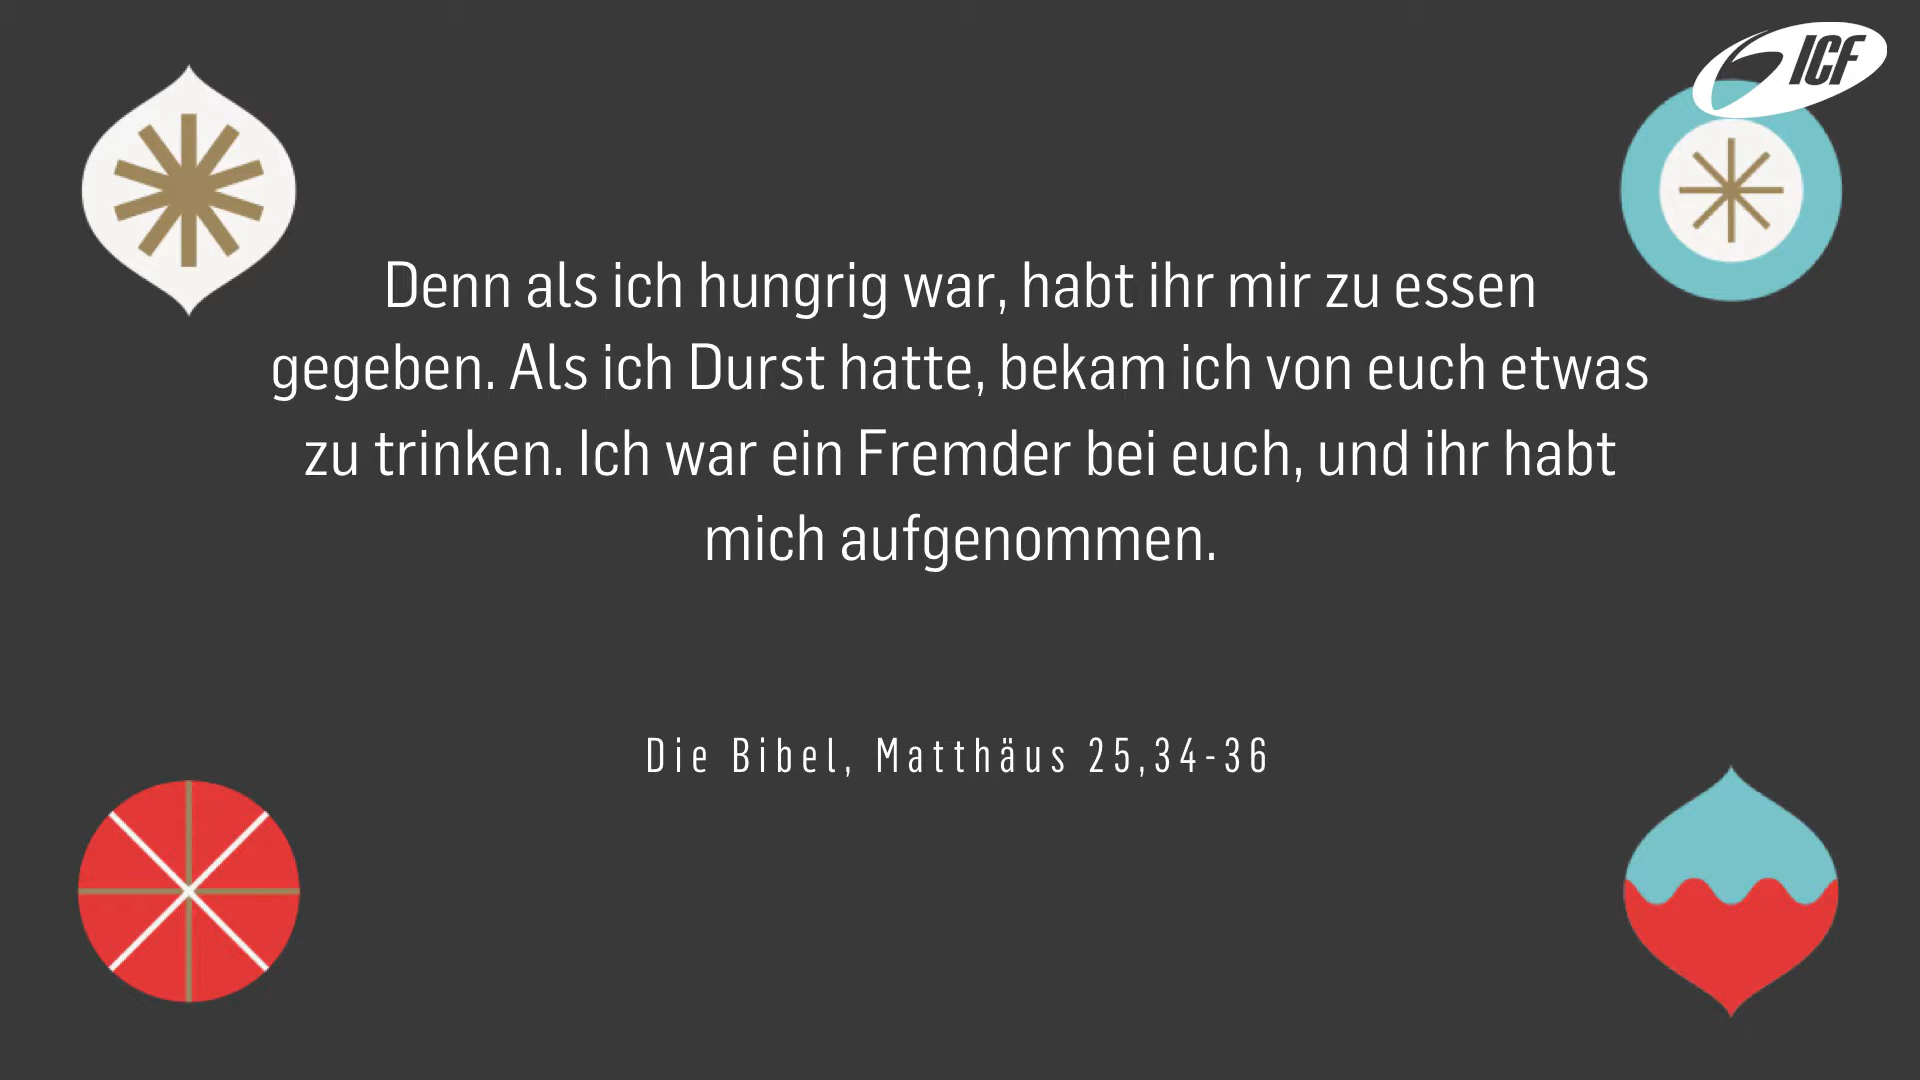 ICF
Denn als ich hungrig war, habt ihr mir zu essen
gegeben. Als ich Durst hatte, bekam ich von euch etwas
zu trinken. Ich war ein Fremder bei euch, und ihr habt
mich aufgenommen.
Die Bibel, Matthäus 25,34-36